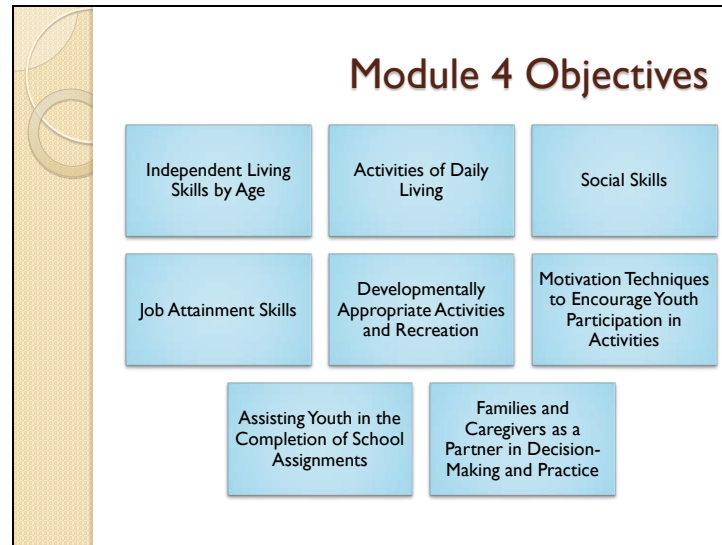 Module 4 Objectives
Independent Living
Skills by Age
Activities of Daily
Living
Social Skills
Job Attainment Skills
Developmentally
Appropriate Activities
and Recreation
Motivation Techniques
to Encourage Youth
Participation in
Activities
Assisting Youth in the
Completion of School
Assignments
Families and
Caregivers as a
Partner in Decision-
Making and Practice